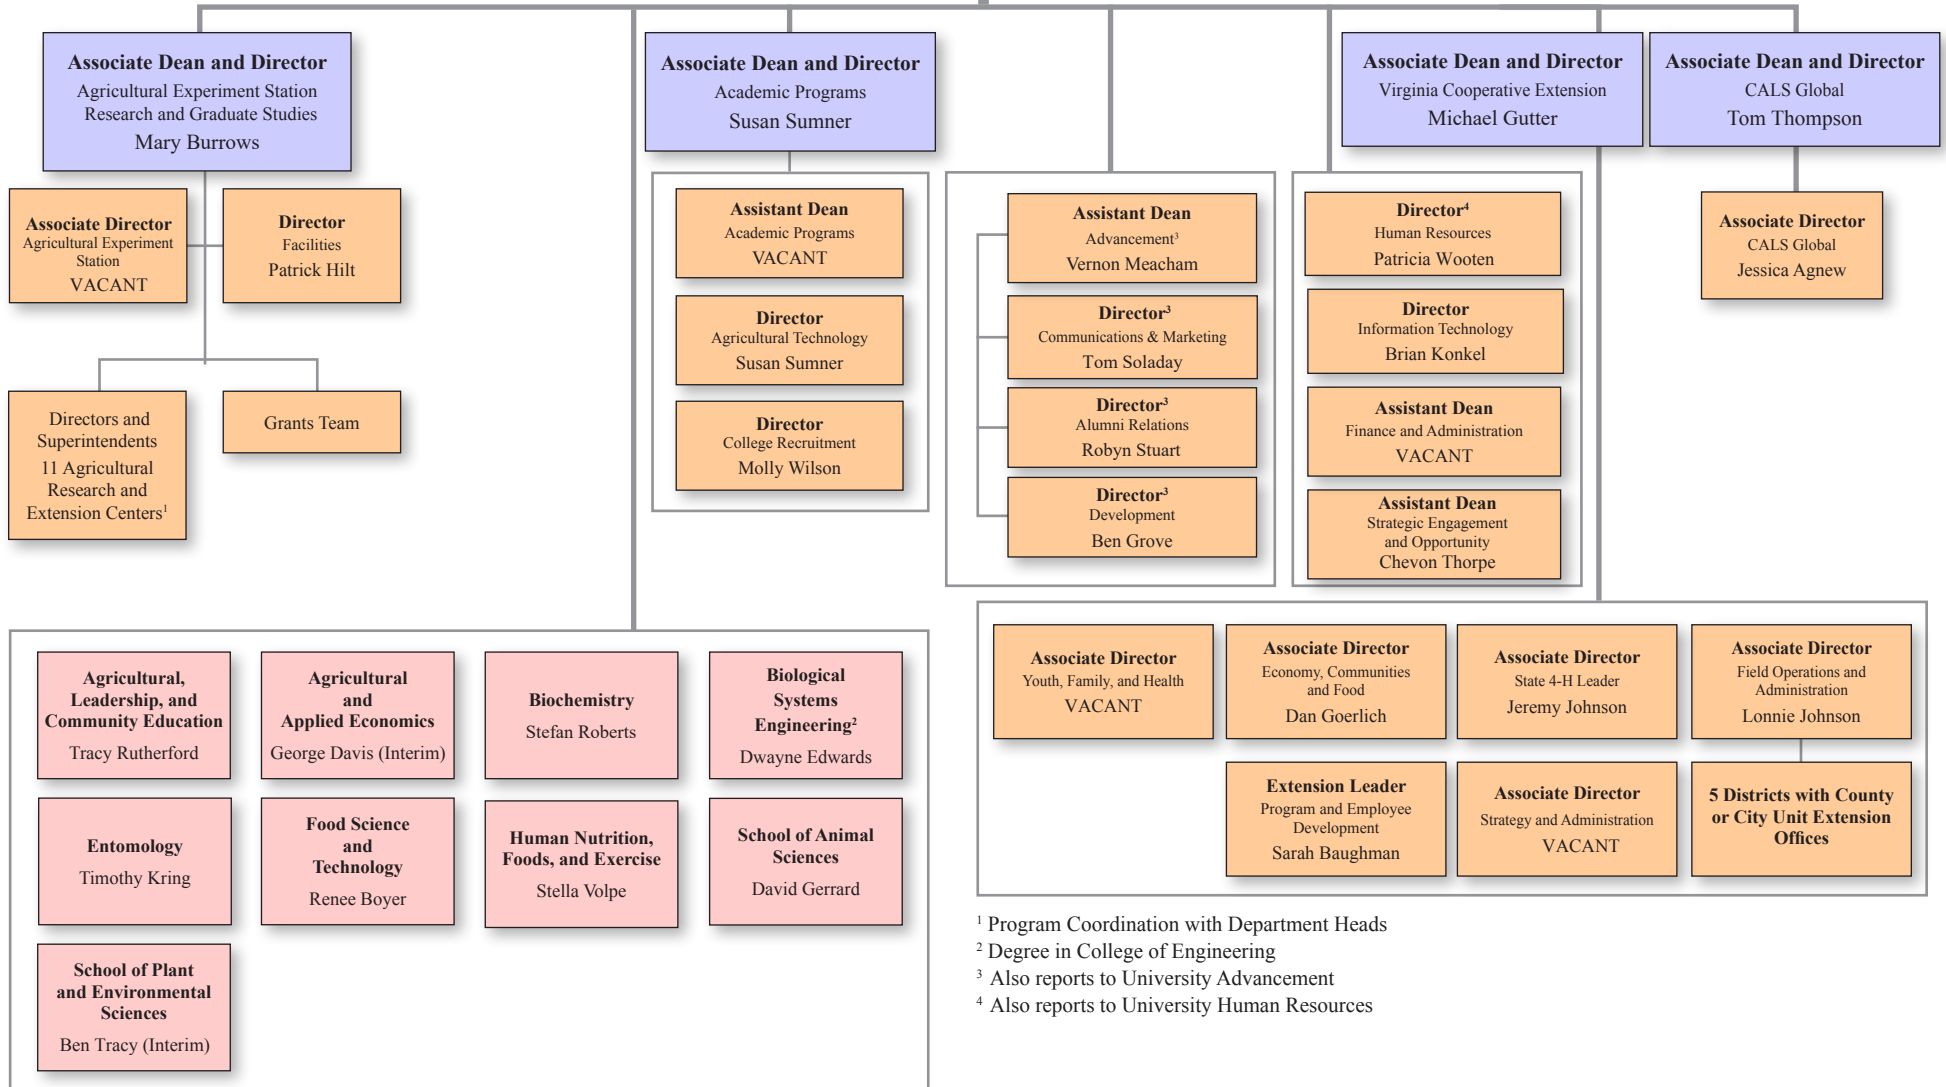 Associate Dean and Director
Agricultural Experiment Station
Research and Graduate Studies
Mary Burrows
Associate Dean and Director
Academic Programs
Susan Sumner
Associate Dean and Director
Virginia Cooperative Extension
Michael Gutter
Associate Dean and Director
CALS Global
Tom Thompson
Associate Director
Agricultural Experiment
Station
VACANT
Director
Facilities
Patrick Hilt
Directors and
Superintendents
11 Agricultural
Research and
Extension Centers¹
Grants Team
Assistant Dean
Academic Programs
VACANT
Director
Agricultural Technology
Susan Sumner
Director
College Recruitment
Molly Wilson
Assistant Dean
Advancement³
Vernon Meacham
Director³
Communications & Marketing
Tom Soladay
Director³
Alumni Relations
Robyn Stuart
Director³
Development
Ben Grove
Director⁴
Human Resources
Patricia Wooten
Director
Information Technology
Brian Konkel
Assistant Dean
Finance and Administration
VACANT
Assistant Dean
Strategic Engagement
and Opportunity
Chevon Thorpe
Associate Director
CALS Global
Jessica Agnew
Agricultural,
Leadership, and
Community Education
Tracy Rutherford
Agricultural
and
Applied Economics
George Davis (Interim)
Biochemistry
Stefan Roberts
Biological
Systems
Engineering²
Dwayne Edwards
Entomology
Timothy Kring
Food Science
and
Technology
Renee Boyer
Human Nutrition,
Foods, and Exercise
Stella Volpe
School of Animal
Sciences
David Gerrard
School of Plant
and Environmental
Sciences
Ben Tracy (Interim)
Associate Director
Youth, Family, and Health
VACANT
Associate Director
Economy, Communities
and Food
Dan Goerlich
Associate Director
State 4-H Leader
Jeremy Johnson
Associate Director
Field Operations and
Administration
Lonnie Johnson
Extension Leader
Program and Employee
Development
Sarah Baughman
Associate Director
Strategy and Administration
VACANT
5 Districts with County
or City Unit Extension
Offices
¹ Program Coordination with Department Heads
² Degree in College of Engineering
³ Also reports to University Advancement
⁴ Also reports to University Human Resources